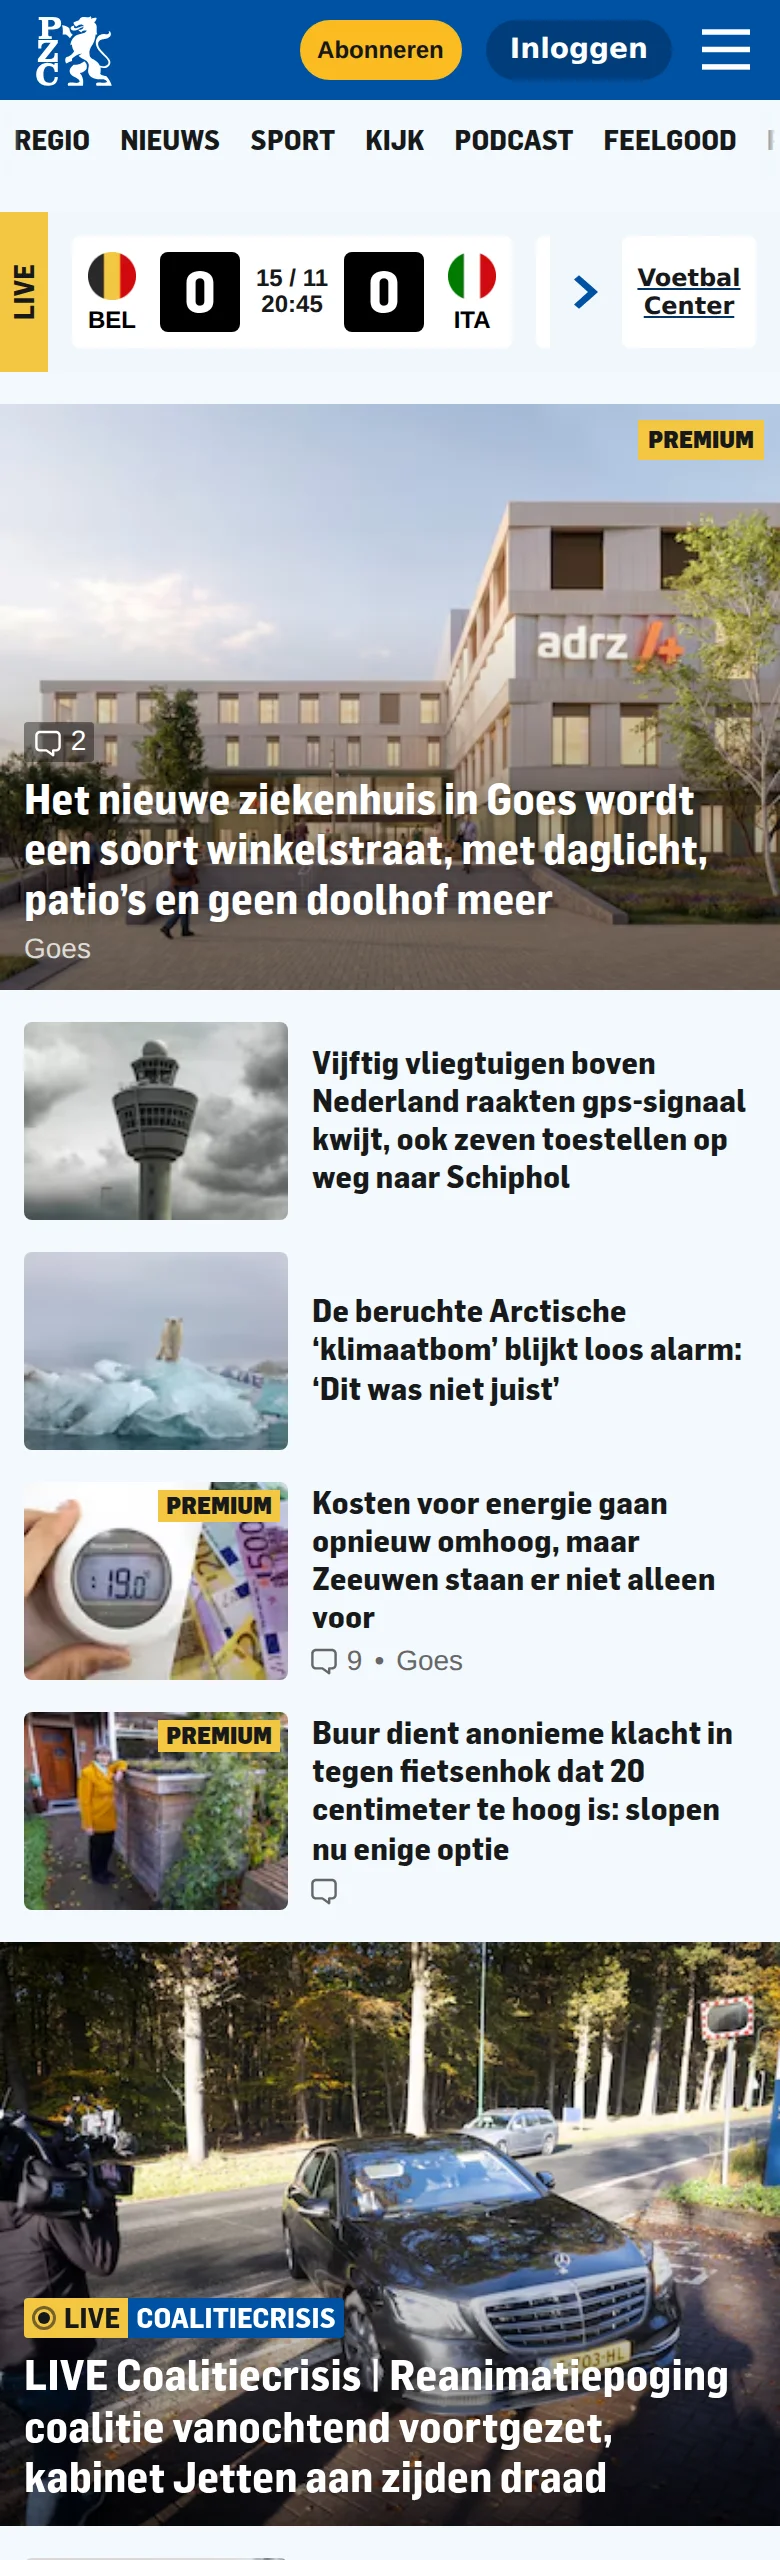 PZC
Abonneren
Inloggen
REGIO NIEUWS SPORT KIJK PODCAST FEELGOOD
LIVE
BEL
0
15 / 11
20:45
0
ITA
Voetbal
Center
PREMIUM
adrz
2
Het nieuwe ziekenhuis in Goes wordt
een soort winkelstraat, met daglicht,
patio’s en geen doolhof meer
Goes
Vijftig vliegtuigen boven
Nederland raakten gps-signaal
kwijt, ook zeven toestellen op
weg naar Schiphol
De beruchte Arctische
‘klimaatbom’ blijkt loos alarm:
‘Dit was niet juist’
PREMIUM
19.0
500
Kosten voor energie gaan
opnieuw omhoog, maar
Zeeuwen staan er niet alleen
voor
9 • Goes
PREMIUM
Buur dient anonieme klacht in
tegen fietsenhok dat 20
centimeter te hoog is: slopen
nu enige optie
LIVE COALITIECRISIS
LIVE Coalitiecrisis | Reanimatiepoging
coalitie vanochtend voortgezet,
kabinet Jetten aan zijden draad